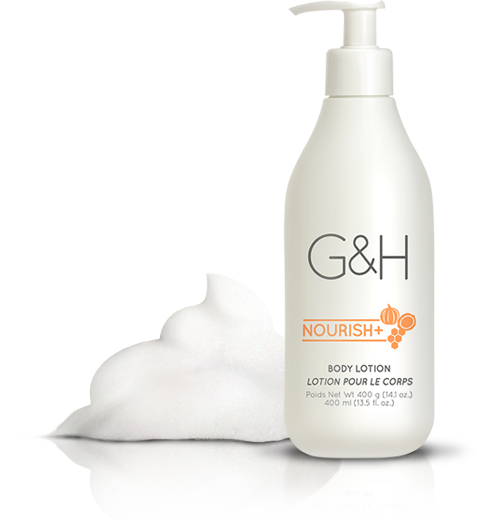 G&H
NOURISH+
BODY LOTION
LOTION POUR LE CORPS
Poids Net Wt 400 g (14.1 oz.)
400 ml (13.5 fl. oz.)